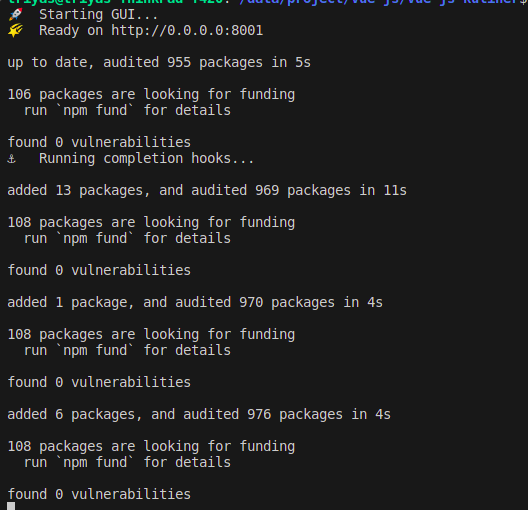 🚀  Starting GUI...
🌠  Ready on http://0.0.0.0:8001
up to date, audited 955 packages in 5s
106 packages are looking for funding
run `npm fund` for details
found 0 vulnerabilities
⚓  Running completion hooks...
added 13 packages, and audited 969 packages in 11s
108 packages are looking for funding
run `npm fund` for details
found 0 vulnerabilities
added 1 package, and audited 970 packages in 4s
108 packages are looking for funding
run `npm fund` for details
found 0 vulnerabilities
added 6 packages, and audited 976 packages in 4s
108 packages are looking for funding
run `npm fund` for details
found 0 vulnerabilities